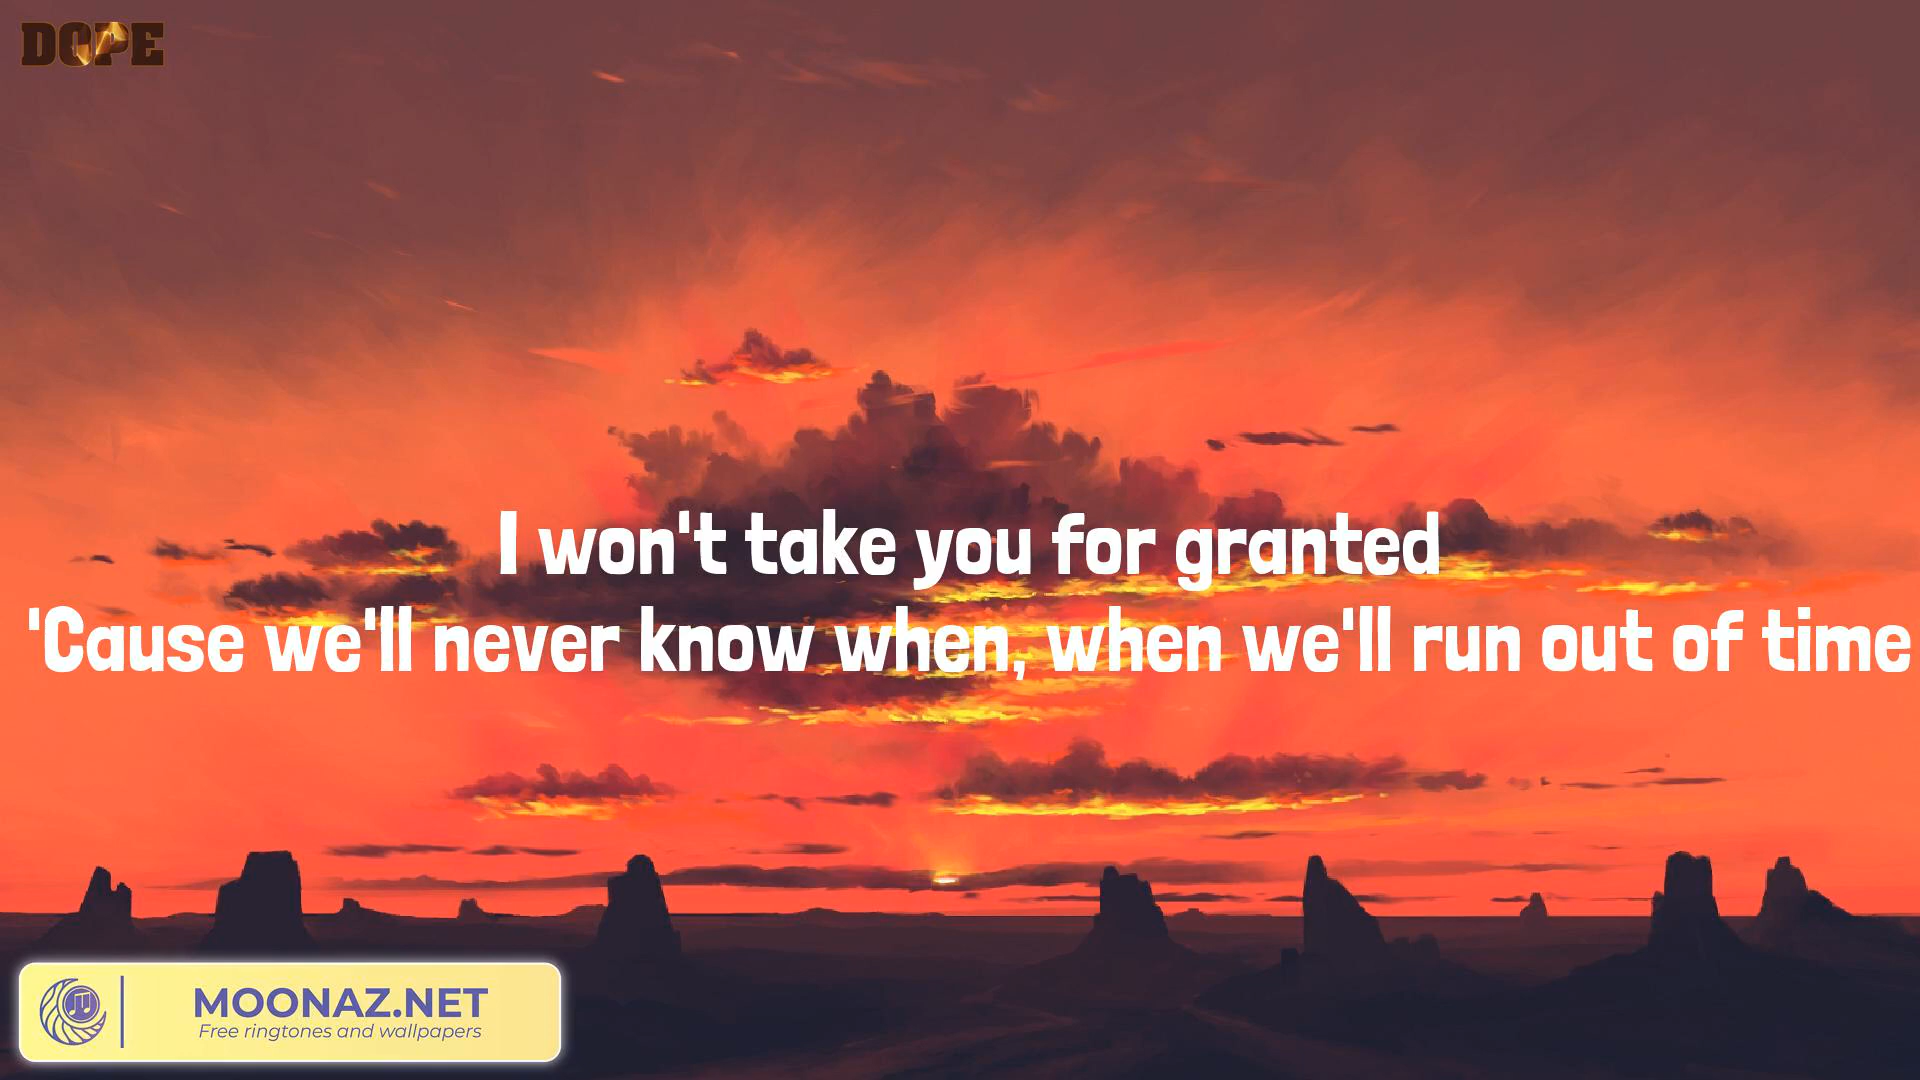 DOPE
I won't take you for granted
'Cause we'll never know when, when we'll run out of time
MOONAZ.NET
Free ringtones and wallpapers